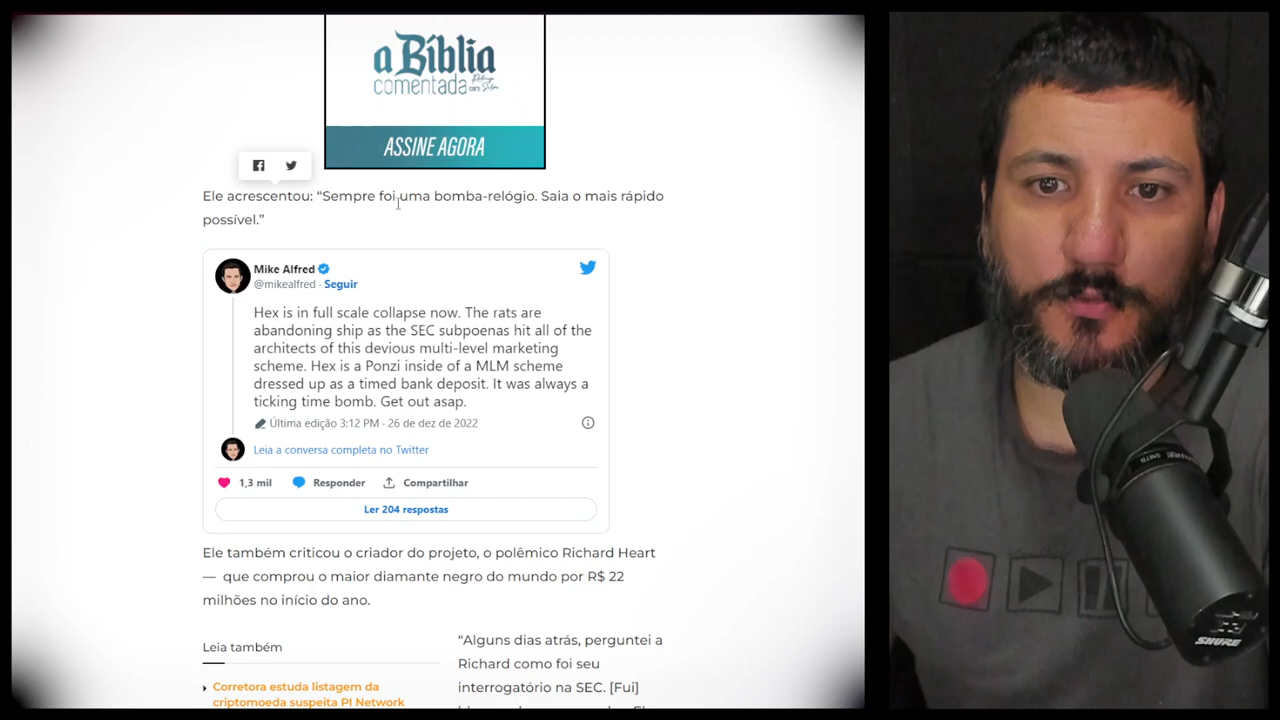 a Bíblia
comentada
ASSINE AGORA
Ele acrescentou: “Sempre foi uma bomba-relógio. Saia o mais rápido
possível.”
Mike Alfred
@mikealfred · Seguir
Hex is in full scale collapse now. The rats are
abandoning ship as the SEC subpoenas hit all of the
architects of this devious multi-level marketing
scheme. Hex is a Ponzi inside of a MLM scheme
dressed up as a timed bank deposit. It was always a
ticking time bomb. Get out asap.
Última edição 3:12 PM · 26 de dez de 2022
Leia a conversa completa no Twitter
1,3 mil Responder Compartilhar
Ler 204 respostas
Ele também criticou o criador do projeto, o polêmico Richard Heart
— que comprou o maior diamante negro do mundo por R$ 22
milhões no início do ano.
Leia também
Corretora estuda listagem da
criptomoeda suspeita PI Network
“Alguns dias atrás, perguntei a
Richard como foi seu
interrogatório na SEC. [Fui]
SHURE